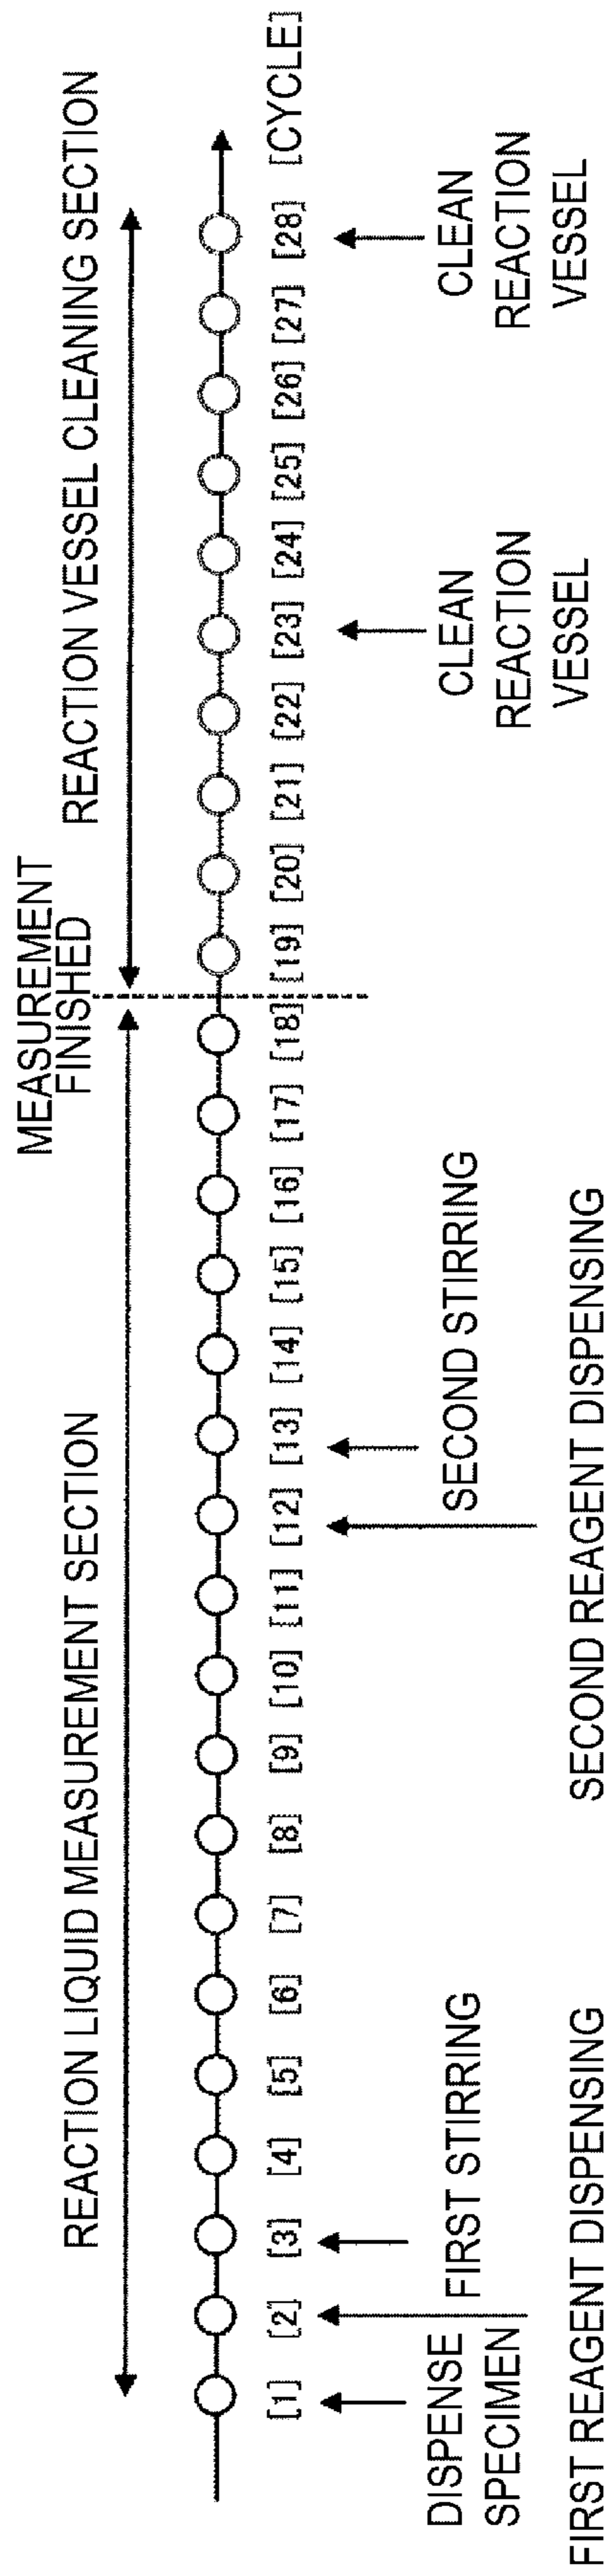 MEASUREMENT
FINISHED
REACTION LIQUID MEASUREMENT SECTION
REACTION VESSEL CLEANING SECTION
[1] [2] [3] [4] [5] [6] [7] [8] [9] [10] [11] [12] [13] [14] [15] [16] [17] [18] [19] [20] [21] [22] [23] [24] [25] [26] [27] [28] [CYCLE]
DISPENSE
SPECIMEN
FIRST STIRRING
FIRST REAGENT DISPENSING
SECOND STIRRING
SECOND REAGENT DISPENSING
CLEAN
REACTION
VESSEL
CLEAN
REACTION
VESSEL